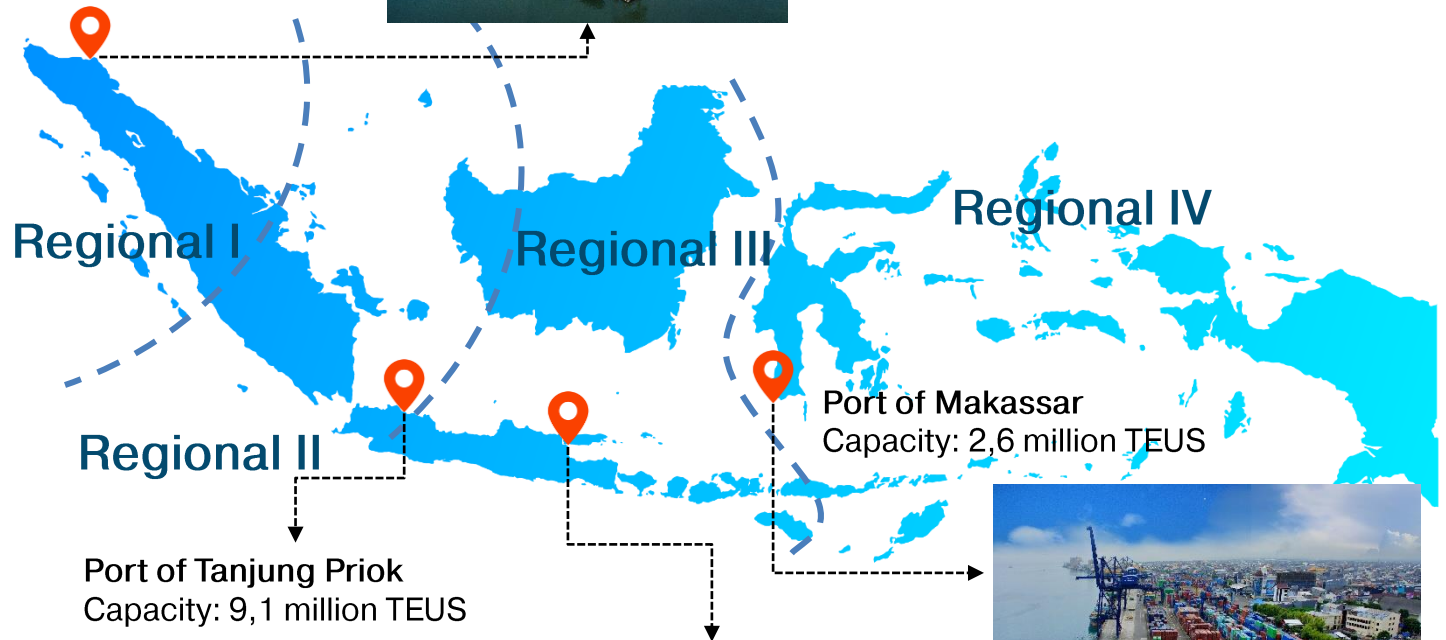 Regional I
Regional III
Regional IV
Regional II
Port of Makassar
Capacity: 2,6 million TEUS
Port of Tanjung Priok
Capacity: 9,1 million TEUS